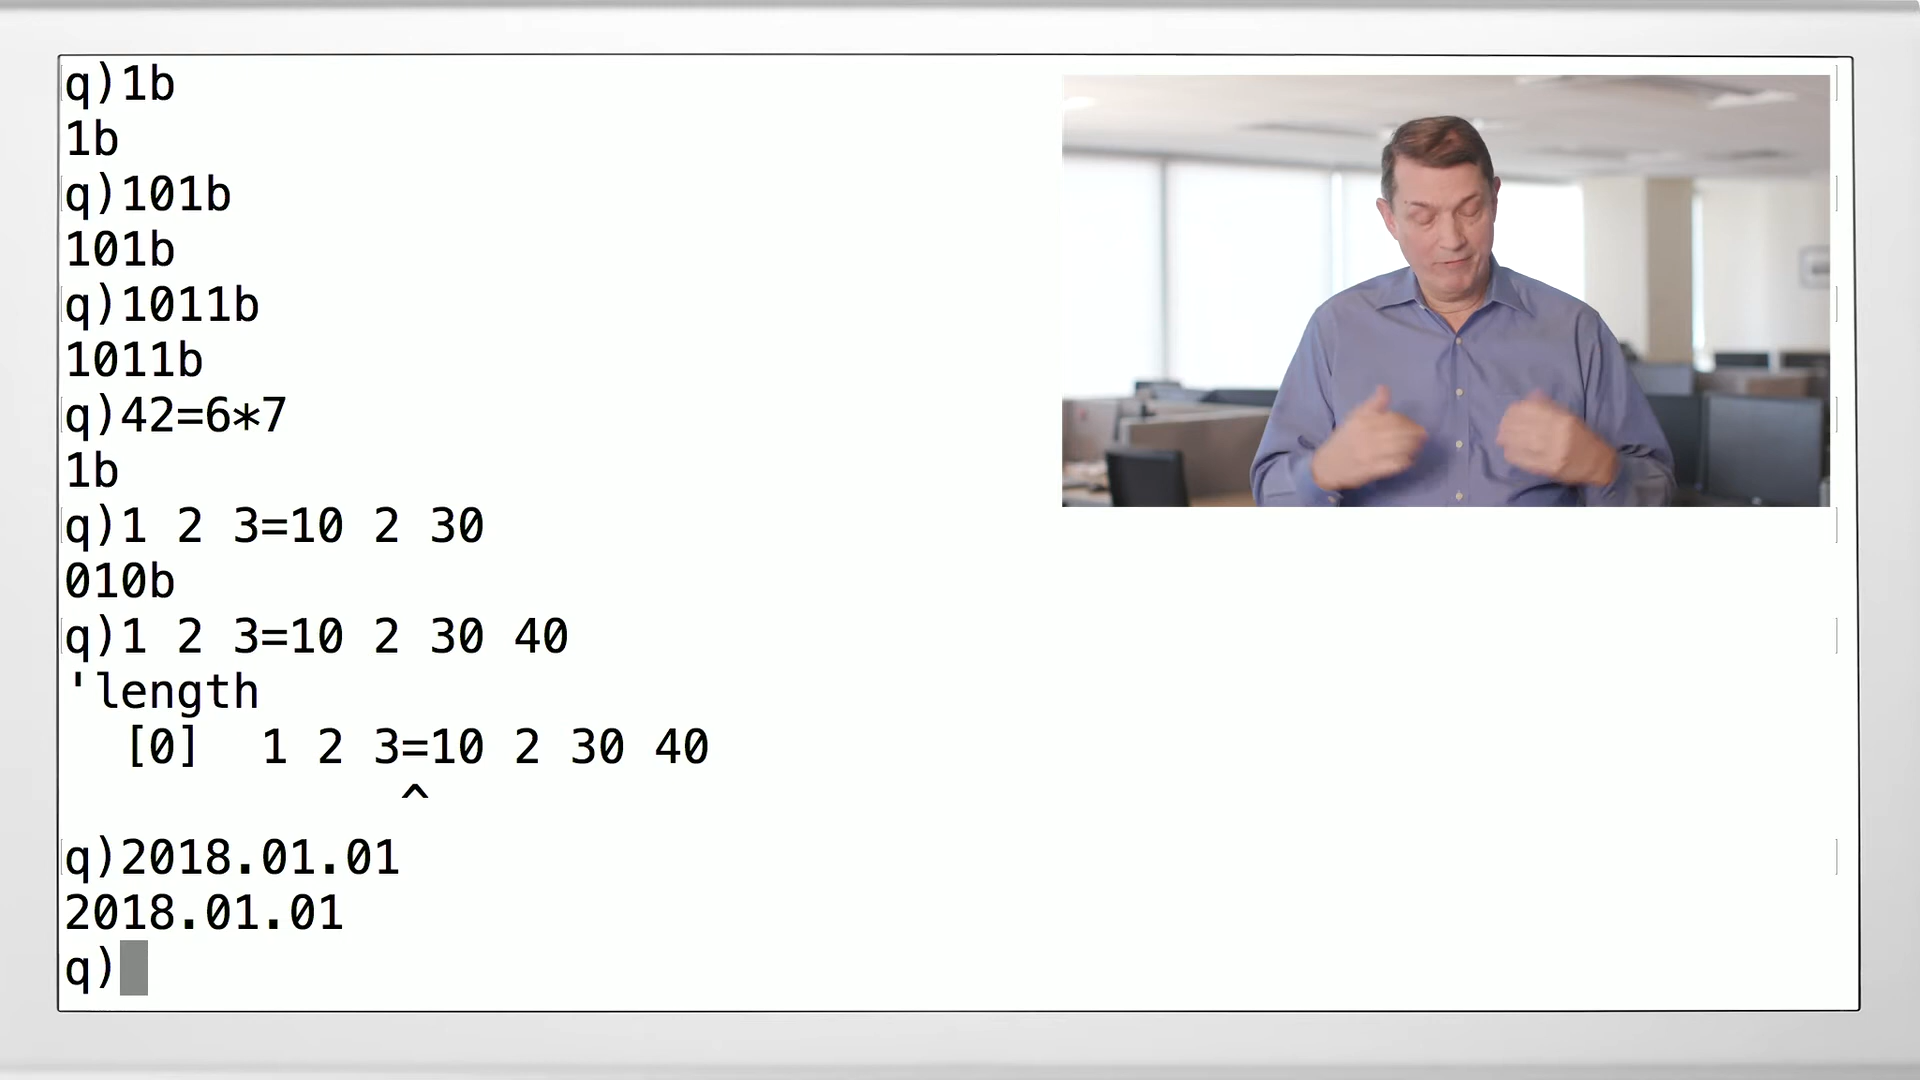 q)1b
1b
q)101b
101b
q)1011b
1011b
q)42=6*7
1b
q)1 2 3=10 2 30
010b
q)1 2 3=10 2 30 40
'length
  [0]  1 2 3=10 2 30 40
            ^
q)2018.01.01
2018.01.01
q)